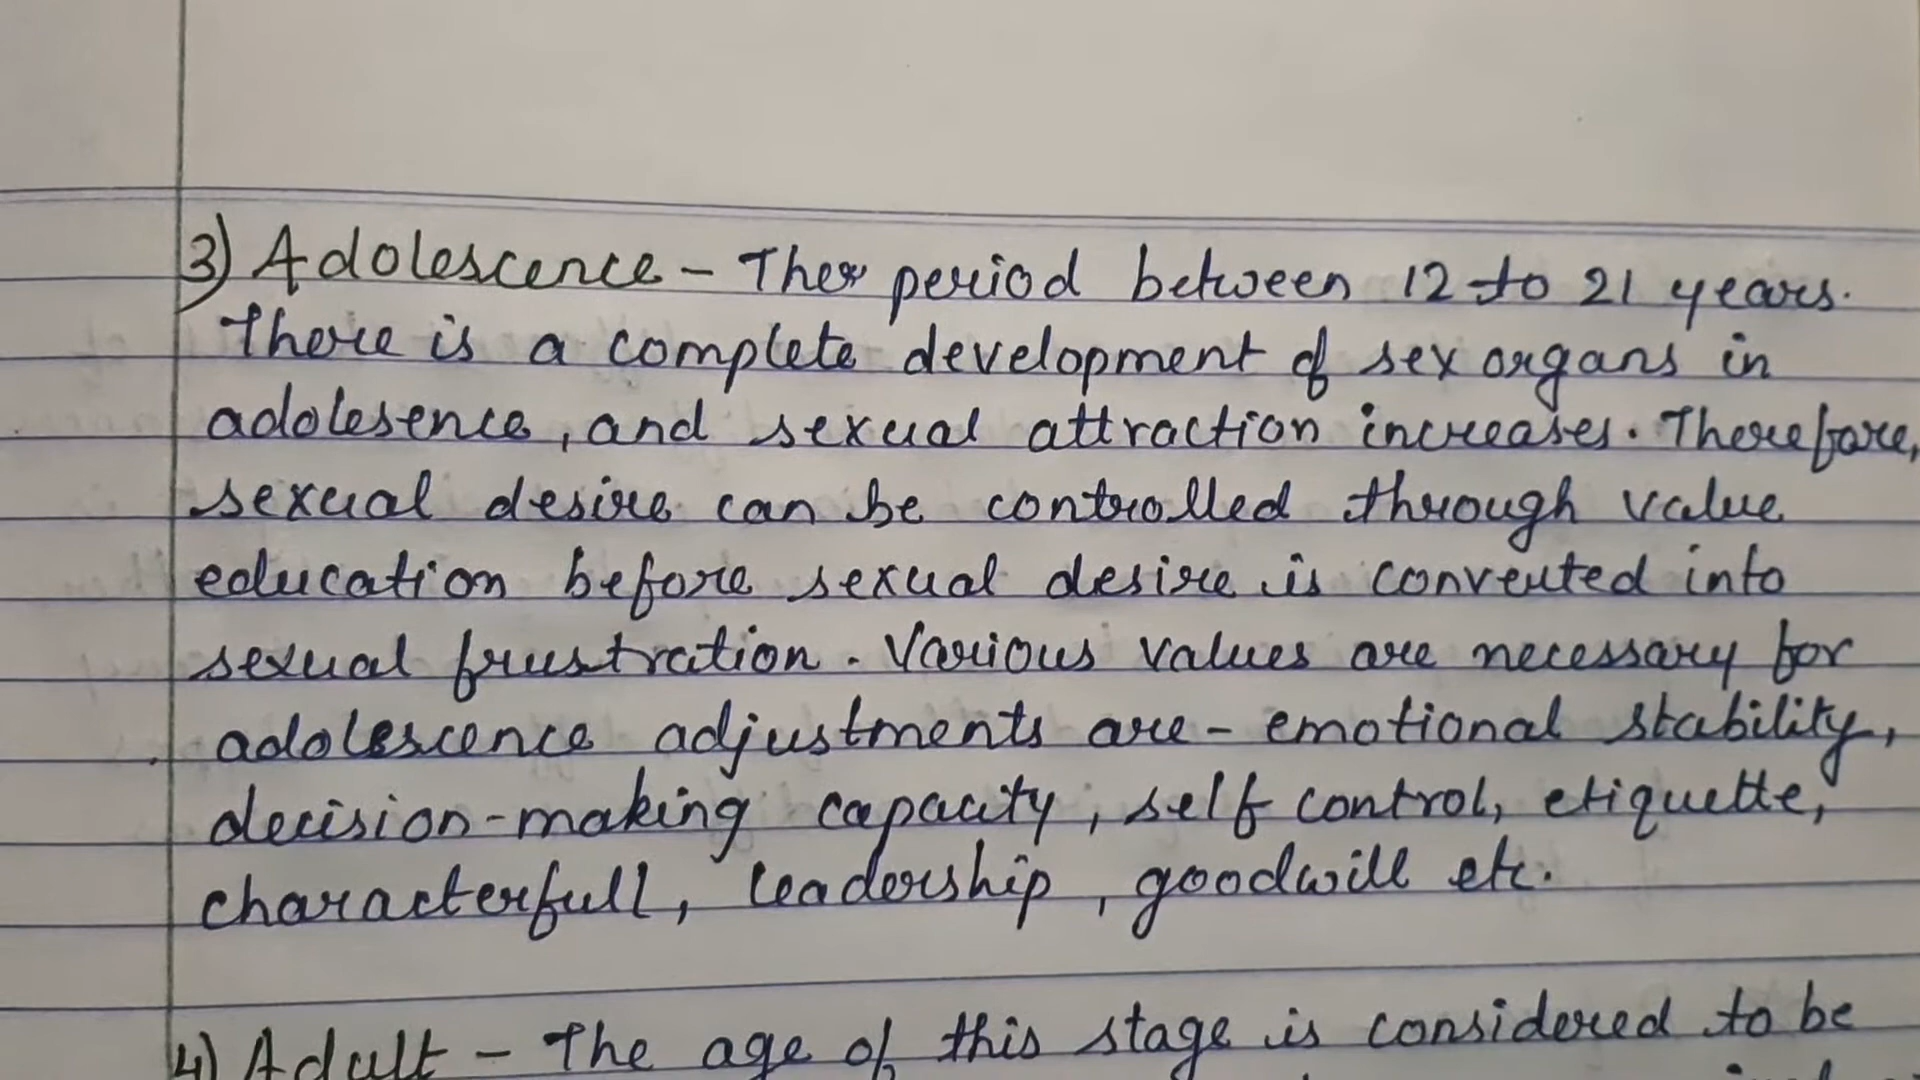 3) Adolescence - The period between 12 to 21 years.
There is a complete development of sex organs in
adolesence, and sexual attraction increases. Therefore,
sexual desire can be controlled through value
education before sexual desire is converted into
sexual frustration. Various values are necessary for
adolescence adjustments are - emotional stability,
decision-making capacity, self control, etiquette,
characterfull, leadership, goodwill etc.
4) Adult - The age of this stage is considered to be